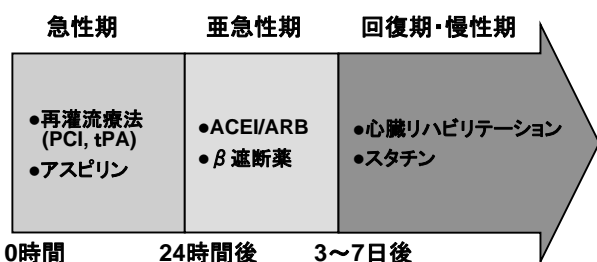 急性期 亜急性期 回復期・慢性期
●再灌流療法
(PCI, tPA)
●アスピリン
●ACEI/ARB
●β遮断薬
●心臓リハビリテーション
●スタチン
0時間 24時間後 3～7日後